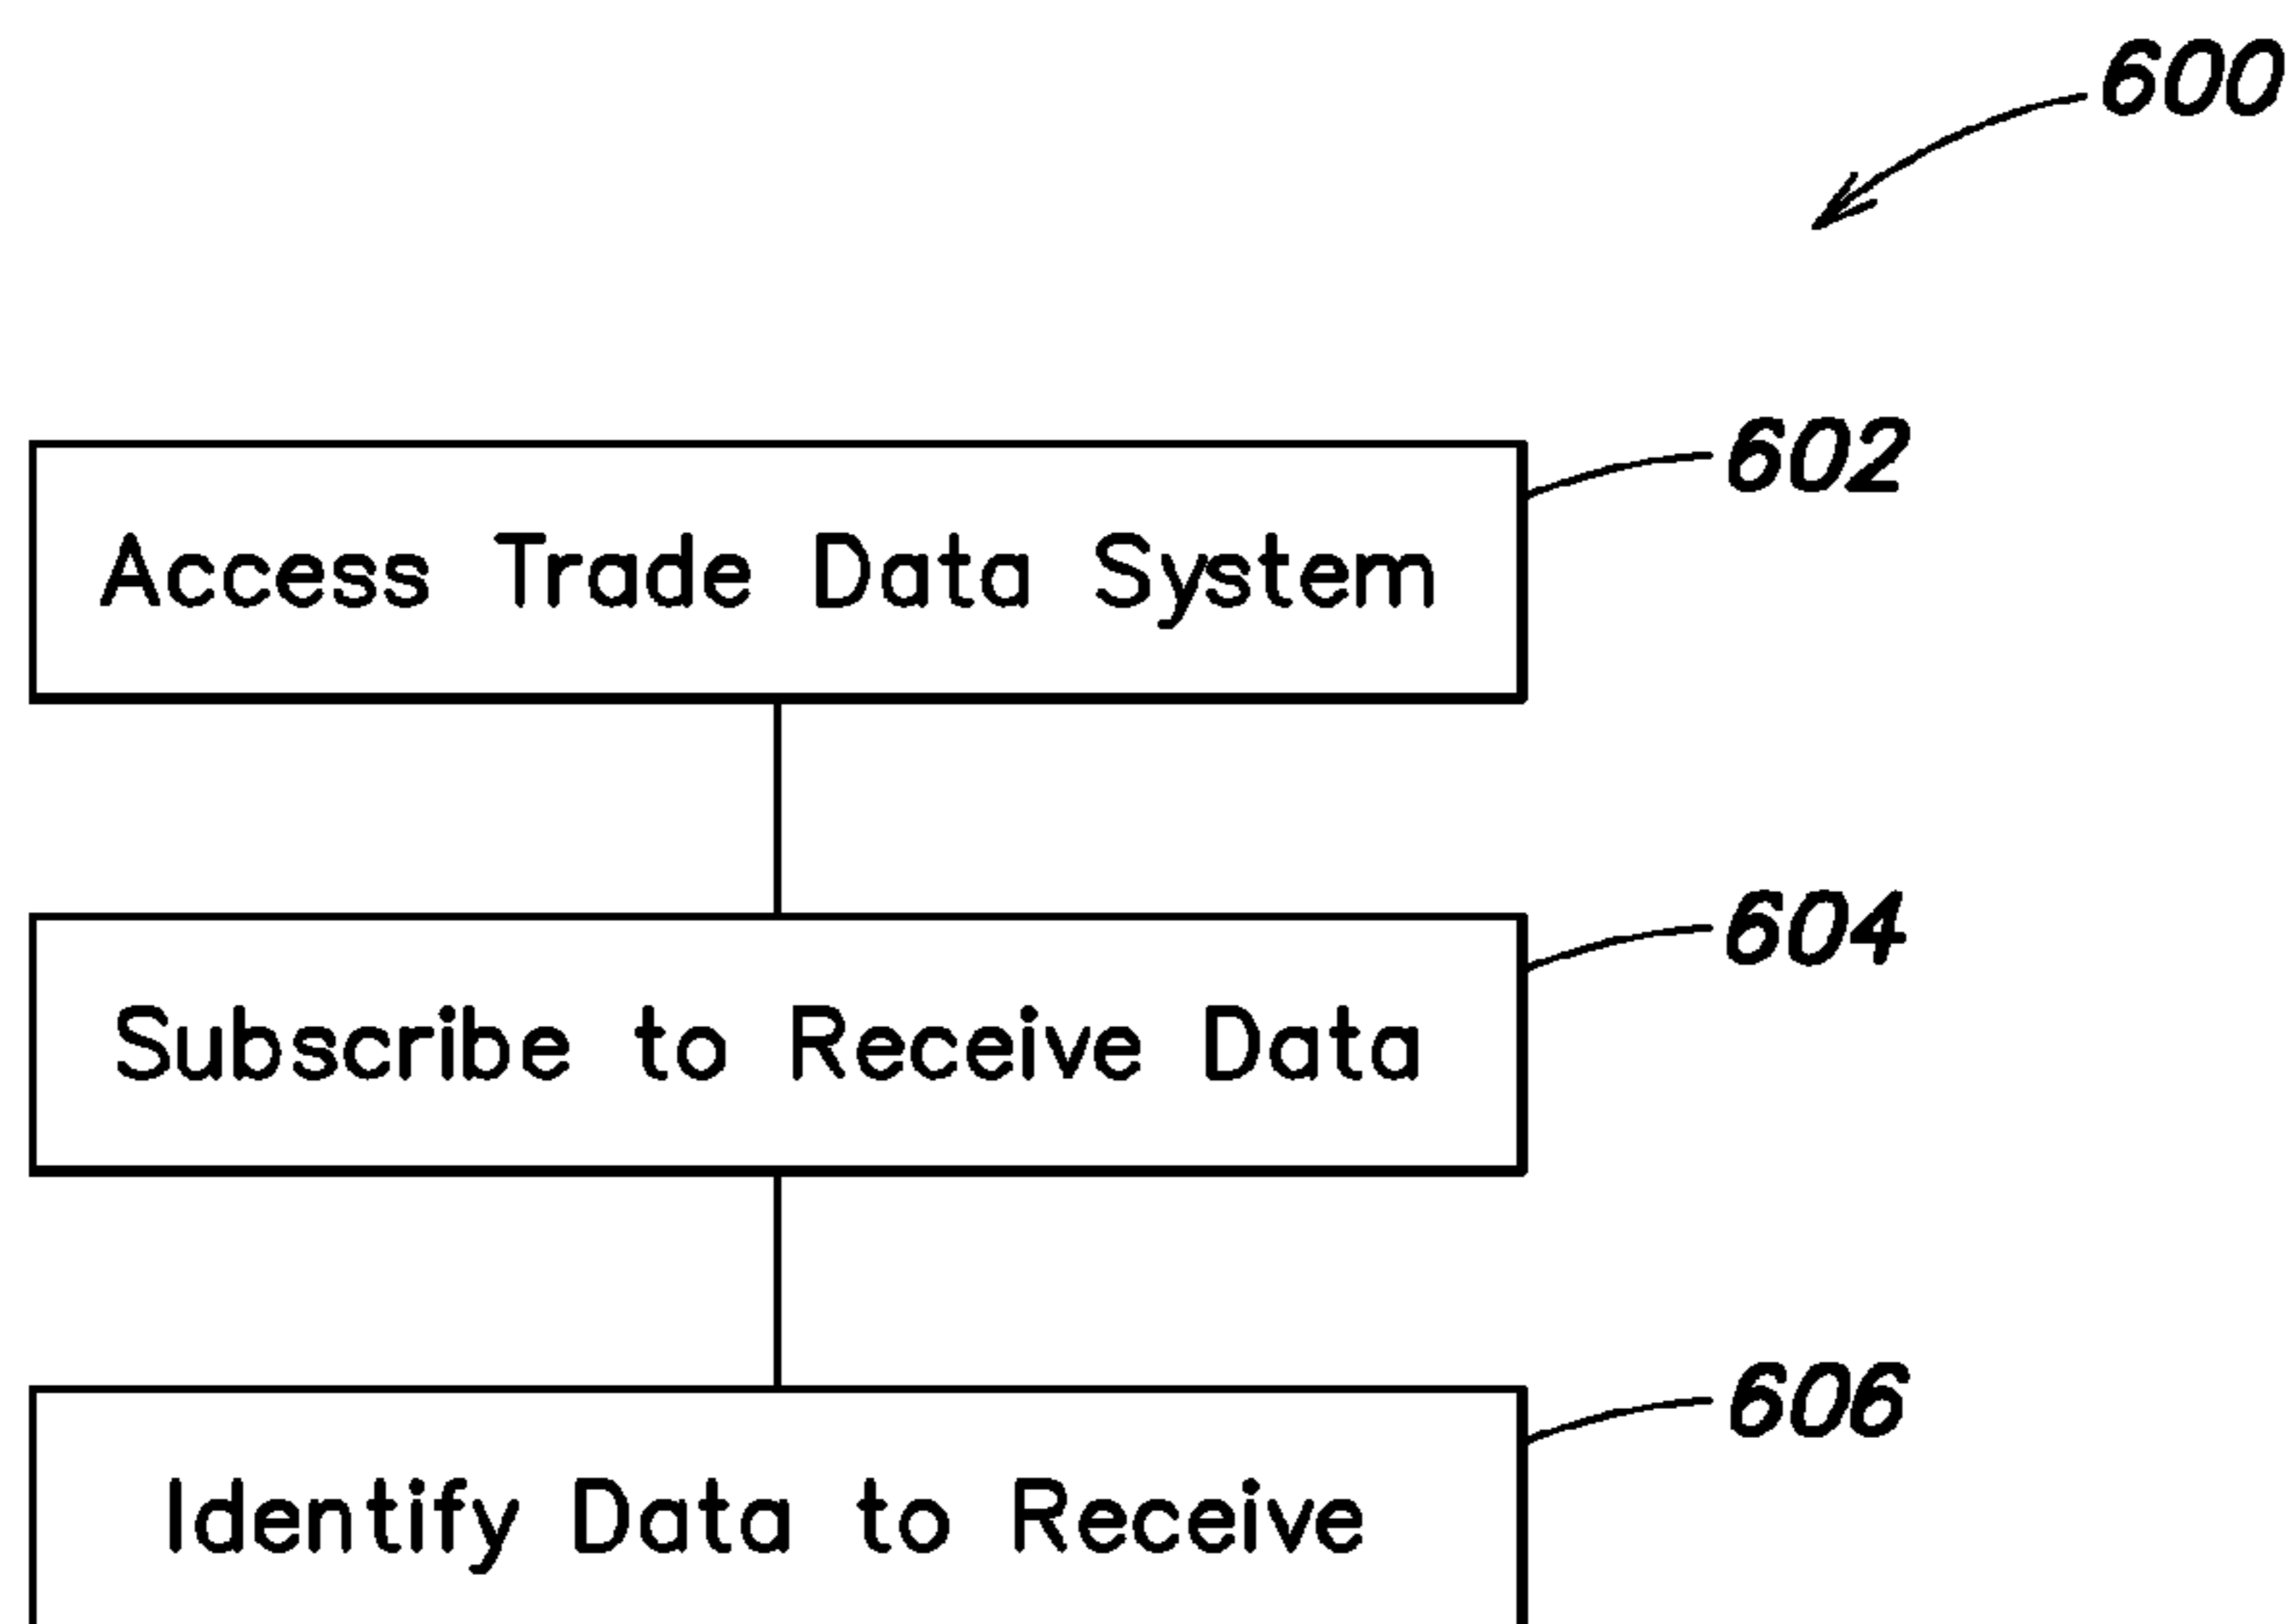 600
602
Access Trade Data System
604
Subscribe to Receive Data
606
Identify Data to Receive